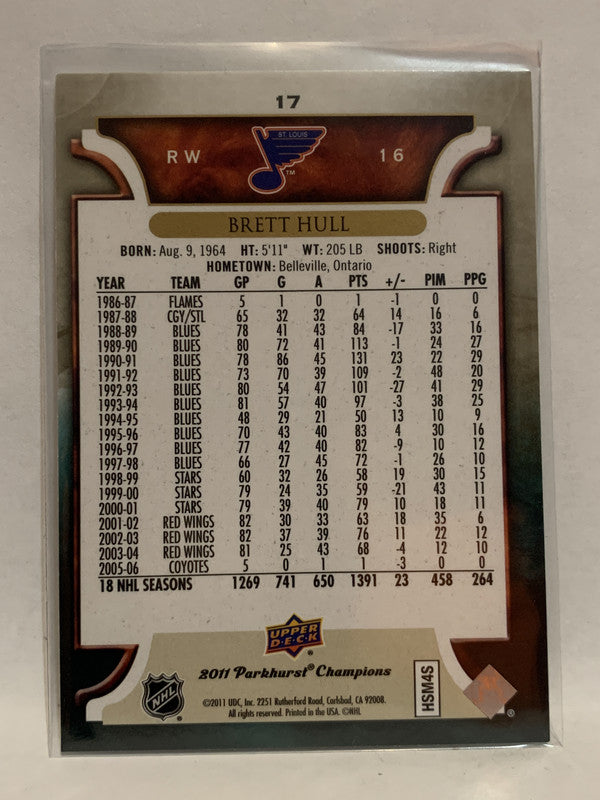 17
RW
ST. LOUIS
TM
16
BRETT HULL
BORN: Aug. 9, 1964 HT: 5'11" WT: 205 LB SHOOTS: Right
HOMETOWN: Belleville, Ontario
YEAR TEAM GP G A PTS +/- PIM PPG
1986-87 FLAMES 5 1 0 1 -1 0 0
1987-88 CGY/STL 65 32 32 64 14 16 6
1988-89 BLUES 78 41 43 84 -17 33 16
1989-90 BLUES 80 72 41 113 -1 24 27
1990-91 BLUES 78 86 45 131 23 22 29
1991-92 BLUES 73 70 39 109 -2 48 20
1992-93 BLUES 80 54 47 101 -27 41 29
1993-94 BLUES 81 57 40 97 -3 38 25
1994-95 BLUES 48 29 21 50 13 10 9
1995-96 BLUES 70 43 40 83 4 30 16
1996-97 BLUES 77 42 40 82 -9 10 12
1997-98 BLUES 66 27 45 72 -1 26 10
1998-99 STARS 60 32 26 58 19 30 15
1999-00 STARS 79 24 35 59 -21 43 11
2000-01 STARS 79 39 40 79 10 18 11
2001-02 RED WINGS 82 30 33 63 18 35 6
2002-03 RED WINGS 82 37 39 76 11 22 12
2003-04 RED WINGS 81 25 43 68 -4 12 10
2005-06 COYOTES 5 0 1 1 -3 0 0
18 NHL SEASONS 1269 741 650 1391 23 458 264
UPPER DECK
2011 Parkhurst® Champions
NHL
©2011 UDC, Inc. 2251 Rutherford Road, Carlsbad, CA 92008.
All rights reserved. Printed in the USA. ©NHL
HSM4S
®